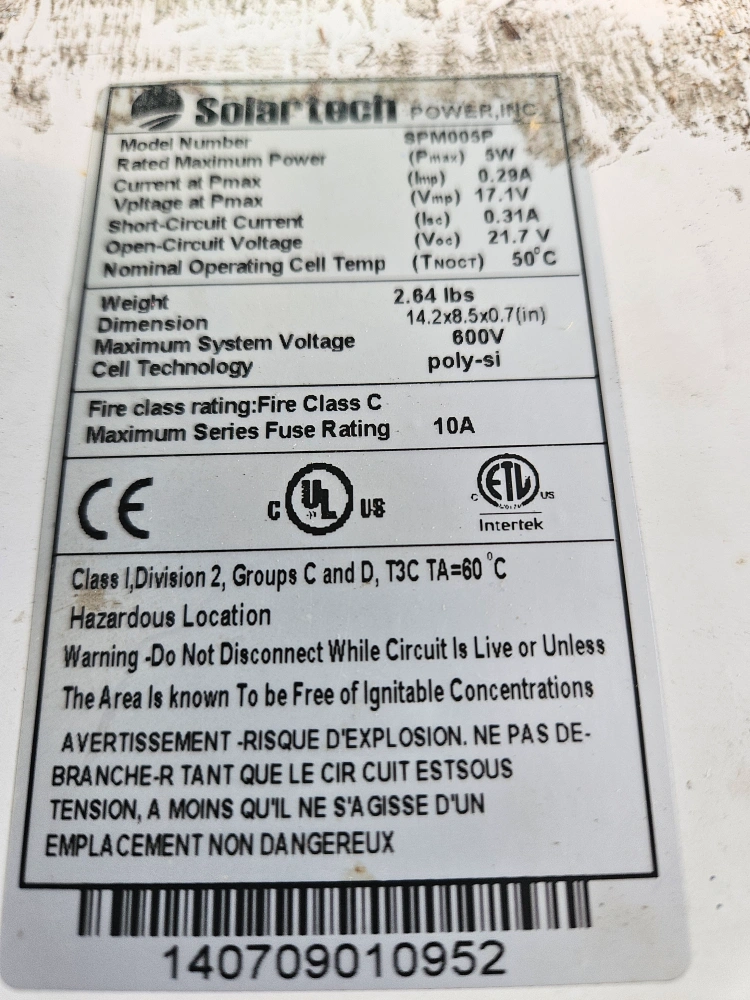 Solartech POWER,INC
Model Number SPM005P
Rated Maximum Power (Pmax) 5W
Current at Pmax (Imp) 0.29A
Vpltage at Pmax (Vmp) 17.1V
Short-Circuit Current (Isc) 0.31A
Open-Circuit Voltage (Voc) 21.7 V
Nominal Operating Cell Temp (TNOCT) 50°C
Weight 2.64 lbs
Dimension 14.2x8.5x0.7(in)
Maximum System Voltage 600V
Cell Technology poly-si
Fire class rating:Fire Class C
Maximum Series Fuse Rating 10A
CE C UL US C ETL US
Intertek
Class I,Division 2, Groups C and D, T3C TA=60 °C
Hazardous Location
Warning -Do Not Disconnect While Circuit Is Live or Unless
The Area Is known To be Free of Ignitable Concentrations
AVERTISSEMENT -RISQUE D'EXPLOSION. NE PAS DE-
BRANCHE-R TANT QUE LE CIR CUIT ESTSOUS
TENSION, A MOINS QU'IL NE S'AGISSE D'UN
EMPLACEMENT NON DANGEREUX
140709010952